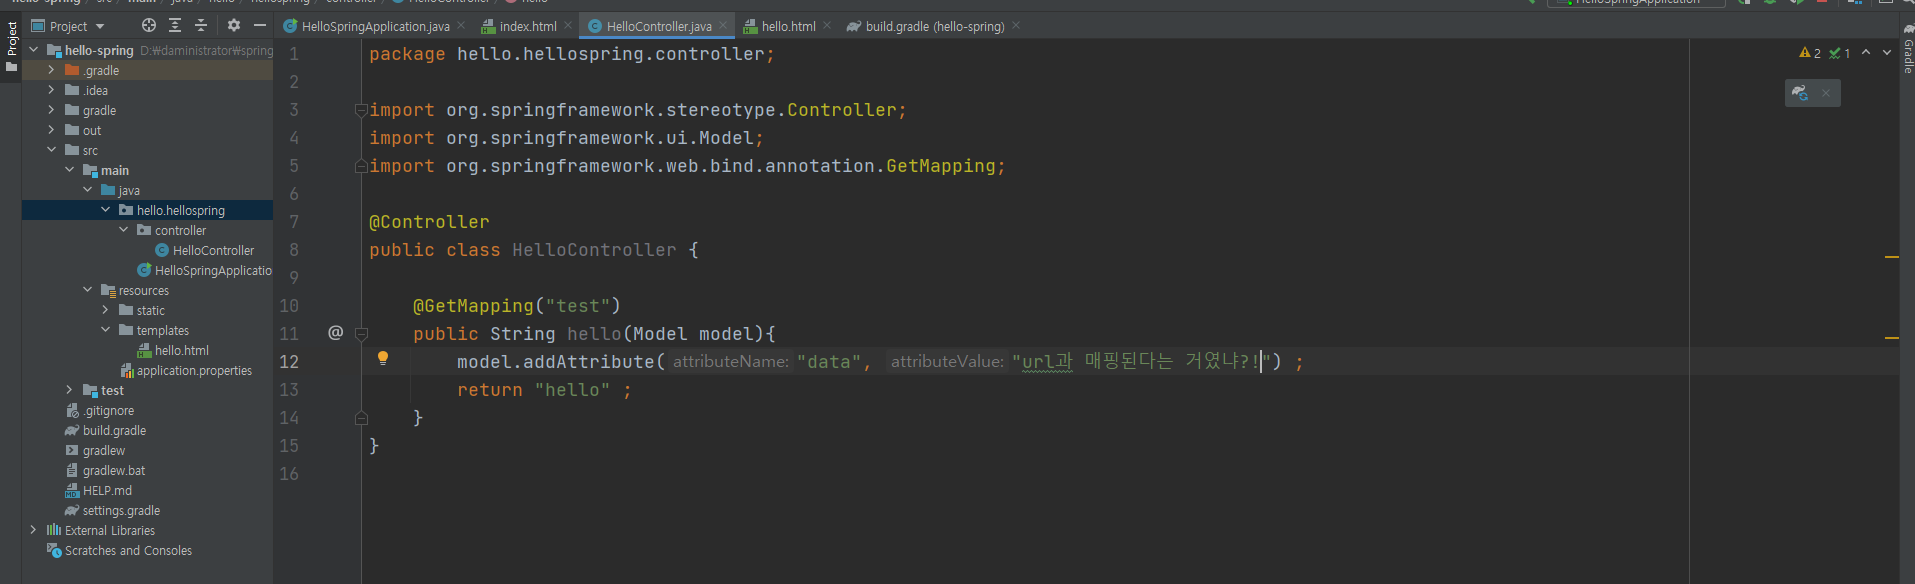 HelloSpringApplication
Project
HelloSpringApplication.java
index.html
HelloController.java
hello.html
build.gradle (hello-spring)
Project
Gradle
hello-spring D:₩daministrator₩spring
.gradle
.idea
gradle
out
src
main
java
hello.hellospring
controller
HelloController
HelloSpringApplicatio
resources
static
templates
hello.html
application.properties
test
.gitignore
build.gradle
gradlew
gradlew.bat
HELP.md
settings.gradle
External Libraries
Scratches and Consoles
2 1
1 package hello.hellospring.controller;
2
3 import org.springframework.stereotype.Controller;
4 import org.springframework.ui.Model;
5 import org.springframework.web.bind.annotation.GetMapping;
6
7 @Controller
8 public class HelloController {
9
10 @GetMapping("test")
11 @ public String hello(Model model){
12 model.addAttribute( attributeName: "data", attributeValue: "url과 매핑된다는 거였냐?!") ;
13 return "hello" ;
14 }
15 }
16